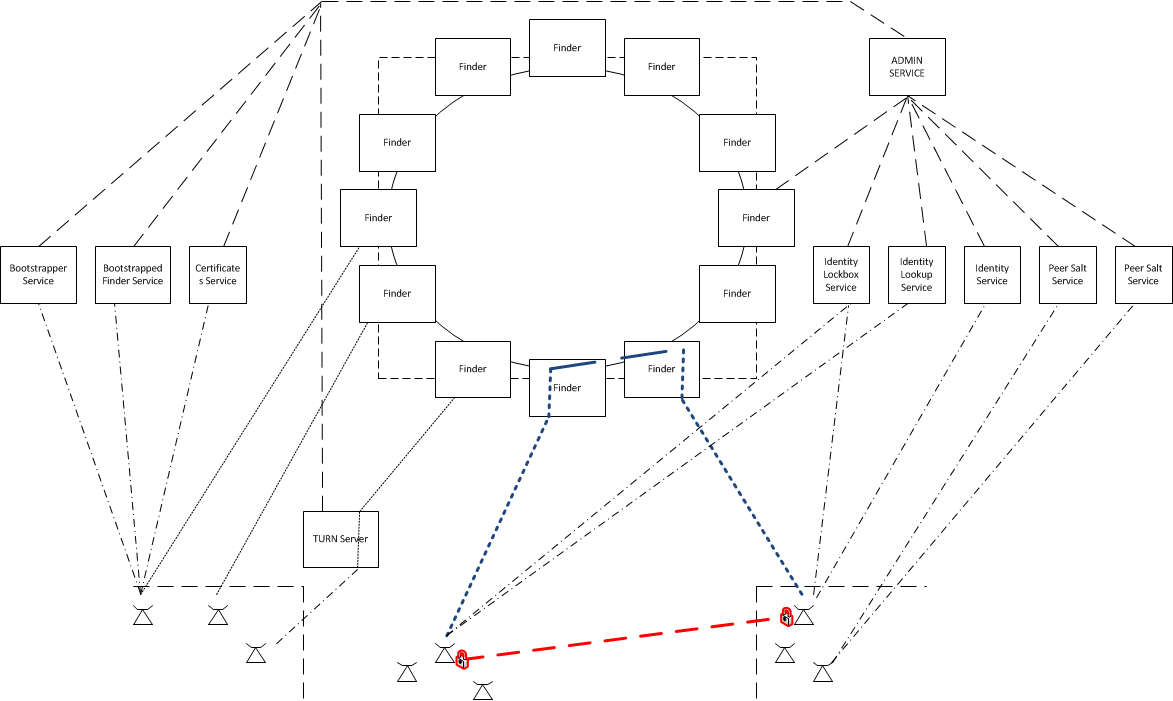 Finder
Finder
Finder
ADMIN
SERVICE
Finder
Finder
Finder
Finder
Bootstrapper
Service
Bootstrapped
Finder Service
Certificate
s Service
Finder
Finder
Identity
Lockbox
Service
Identity
Lookup
Service
Identity
Service
Peer Salt
Service
Peer Salt
Service
Finder
Finder
Finder
TURN Server